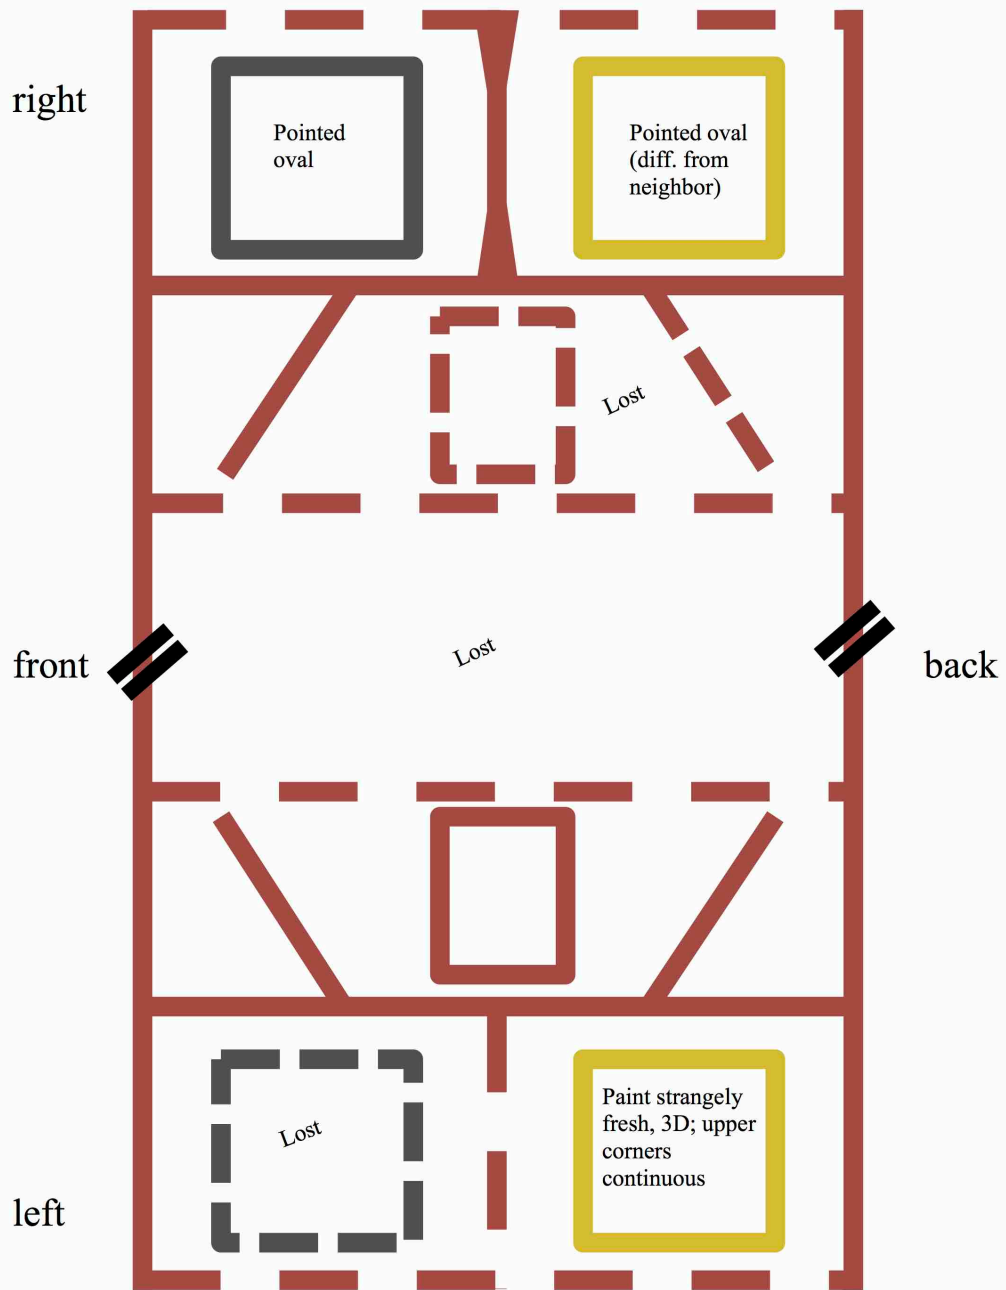 right
Pointed
oval
Pointed oval
(diff. from
neighbor)
Lost
Lost
front
back
Lost
Paint strangely
fresh, 3D; upper
corners
continuous
left